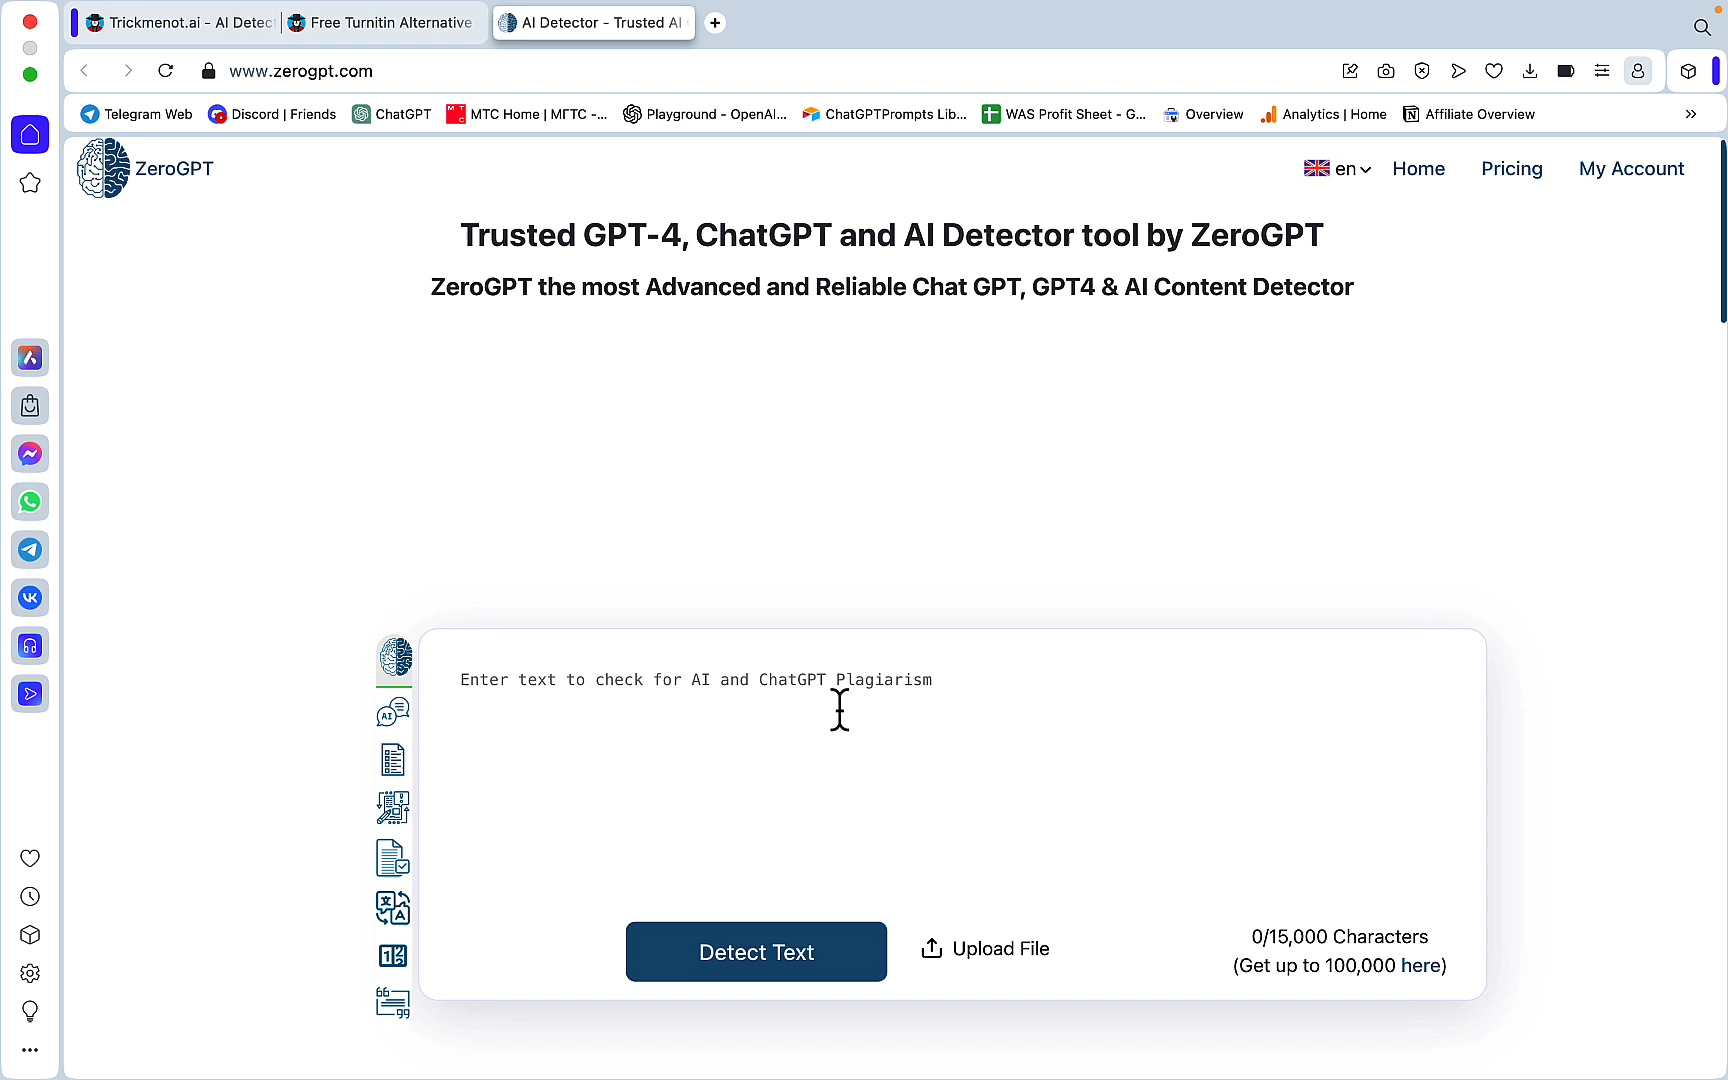 Trickmenot.ai - AI Detec
Free Turnitin Alternative
AI Detector - Trusted AI
www.zerogpt.com
Telegram Web
Discord | Friends
ChatGPT
МТС Home | МГТС -...
Playground - OpenAI...
ChatGPTPrompts Lib...
WAS Profit Sheet - G...
Overview
Analytics | Home
Affiliate Overview
ZeroGPT
en
Home
Pricing
My Account
Trusted GPT-4, ChatGPT and AI Detector tool by ZeroGPT
ZeroGPT the most Advanced and Reliable Chat GPT, GPT4 & AI Content Detector
Enter text to check for AI and ChatGPT Plagiarism
Detect Text
Upload File
0/15,000 Characters
(Get up to 100,000 here)